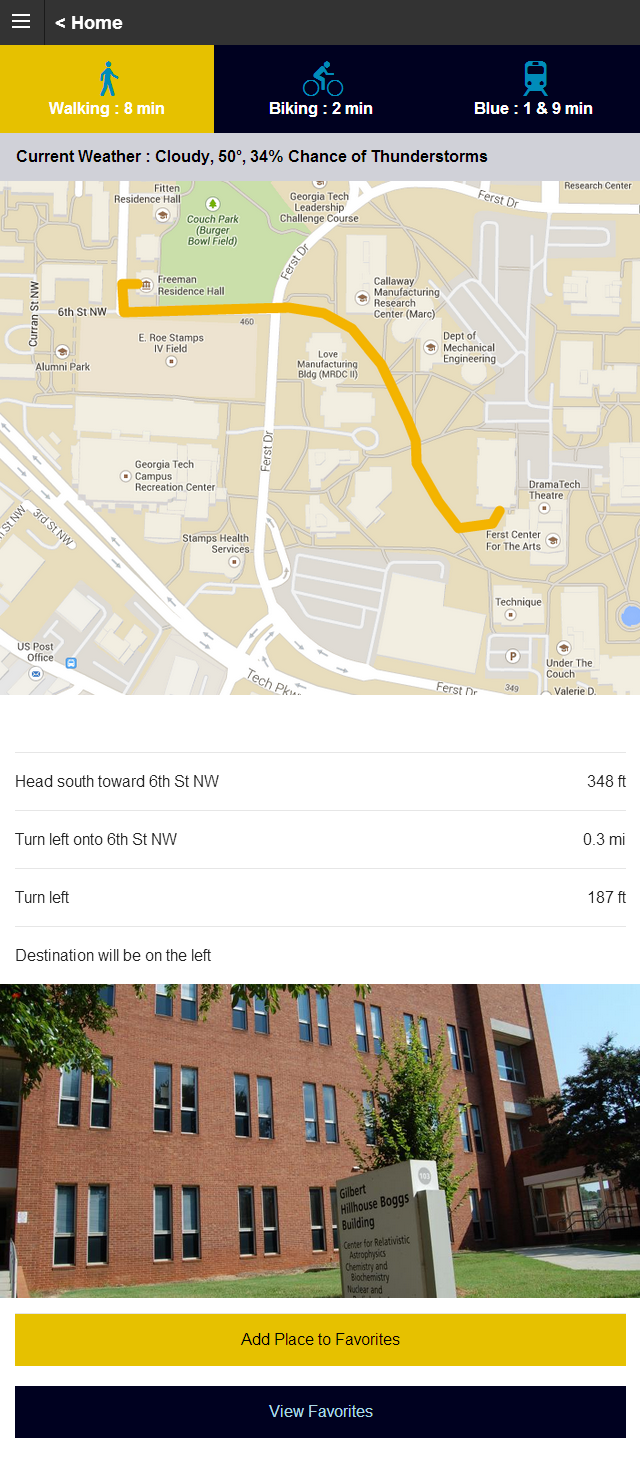 < Home
Walking : 8 min
Biking : 2 min
Blue : 1 & 9 min
Current Weather : Cloudy, 50°, 34% Chance of Thunderstorms
Fitten
Residence Hall
Couch Park
(Burger
Bowl Field)
Georgia Tech
Leadership
Challenge Course
Ferst Dr
Research Center
Ferst Dr
Freeman
Residence Hall
Callaway
Manufacturing
Research
Center (Marc)
Curran St NW
6th St NW
460
E. Roe Stamps
IV Field
Dept of
Mechanical
Engineering
Alumni Park
Love
Manufacturing
Bldg (MRDC II)
Ferst Dr
Georgia Tech
Campus
Recreation Center
DramaTech
Theatre
St NW
3rd St NW
Stamps Health
Services
Ferst Center
For The Arts
Technique
US Post
Office
P
Under The
Couch
Tech Pkw
Ferst Dr
349
Valerie D.
Head south toward 6th St NW 348 ft
Turn left onto 6th St NW 0.3 mi
Turn left 187 ft
Destination will be on the left
103
Gilbert
Hillhouse Boggs
Building
Center for Relativistic
Astrophysics
Chemistry and
Biochemistry
Nuclear and
Add Place to Favorites
View Favorites